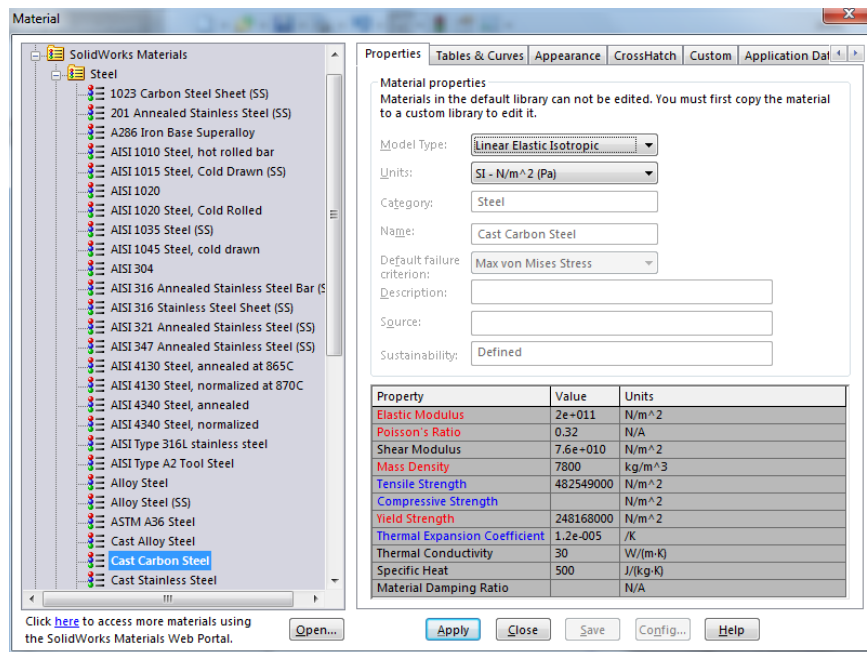 Material
SolidWorks Materials
Steel
1023 Carbon Steel Sheet (SS)
201 Annealed Stainless Steel (SS)
A286 Iron Base Superalloy
AISI 1010 Steel, hot rolled bar
AISI 1015 Steel, Cold Drawn (SS)
AISI 1020
AISI 1020 Steel, Cold Rolled
AISI 1035 Steel (SS)
AISI 1045 Steel, cold drawn
AISI 304
AISI 316 Annealed Stainless Steel Bar (S
AISI 316 Stainless Steel Sheet (SS)
AISI 321 Annealed Stainless Steel (SS)
AISI 347 Annealed Stainless Steel (SS)
AISI 4130 Steel, annealed at 865C
AISI 4130 Steel, normalized at 870C
AISI 4340 Steel, annealed
AISI 4340 Steel, normalized
AISI Type 316L stainless steel
AISI Type A2 Tool Steel
Alloy Steel
Alloy Steel (SS)
ASTM A36 Steel
Cast Alloy Steel
Cast Carbon Steel
Cast Stainless Steel
Click here to access more materials using
the SolidWorks Materials Web Portal.
Open...
Properties Tables & Curves Appearance CrossHatch Custom Application Dat
Material properties
Materials in the default library can not be edited. You must first copy the material
to a custom library to edit it.
Model Type: Linear Elastic Isotropic
Units: SI - N/m^2 (Pa)
Category: Steel
Name: Cast Carbon Steel
Default failure
criterion: Max von Mises Stress
Description:
Source:
Sustainability: Defined
Property Value Units
Elastic Modulus 2e+011 N/m^2
Poisson's Ratio 0.32 N/A
Shear Modulus 7.6e+010 N/m^2
Mass Density 7800 kg/m^3
Tensile Strength 482549000 N/m^2
Compressive Strength N/m^2
Yield Strength 248168000 N/m^2
Thermal Expansion Coefficient 1.2e-005 /K
Thermal Conductivity 30 W/(m·K)
Specific Heat 500 J/(kg·K)
Material Damping Ratio N/A
Apply Close Save Config... Help